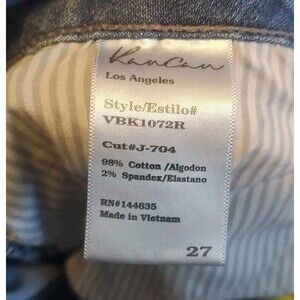 KanCan
Los Angeles
Style/Estilo#
VBK1072R
Cut#J-704
98% Cotton /Algodon
2% Spandex/Elastano
RN#144635
Made in Vietnam
27